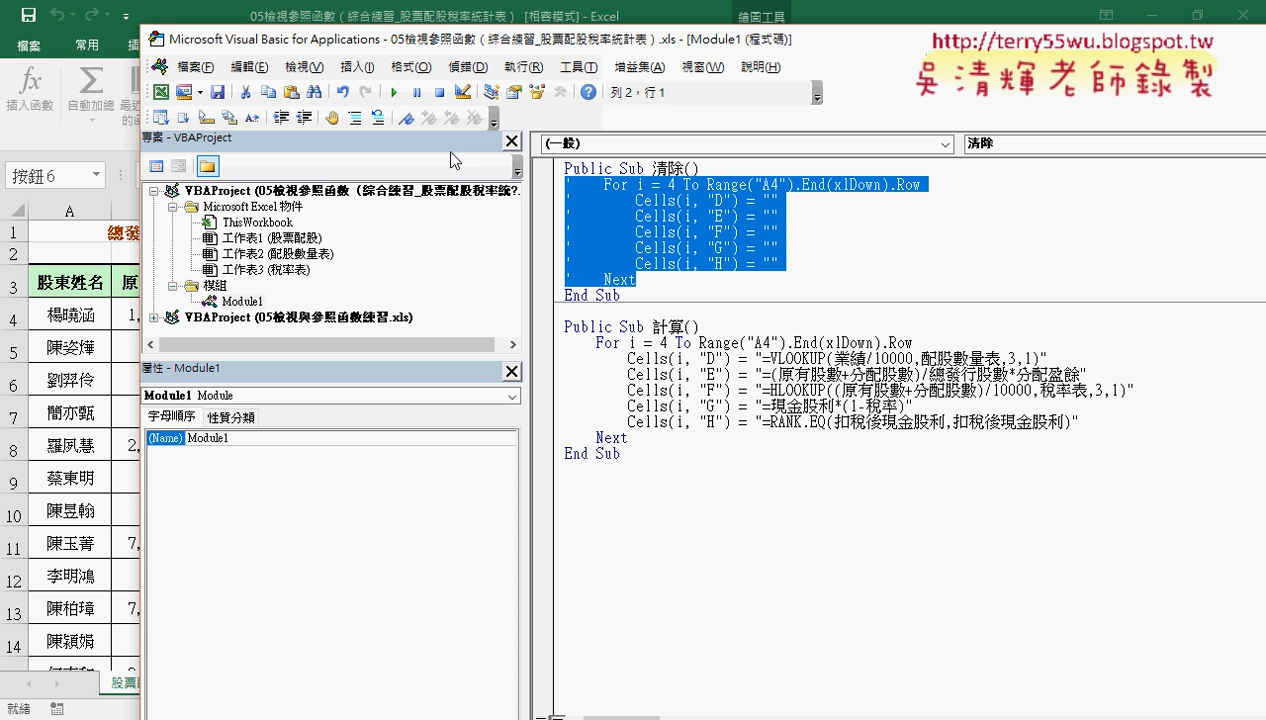 05檢視參照函數（綜合練習_股票配股稅率統計表） [相容模式] - Excel
繪圖工具
檔案
常用
插
fx
插入函數
Σ
自動加總
最近
的函
Microsoft Visual Basic for Applications - 05檢視參照函數（綜合練習_股票配股稅率統計表）.xls - [Module1 (程式碼)]
http://terry55wu.blogspot.tw
吳清輝老師錄製
檔案(F) 編輯(E) 檢視(V) 插入(I) 格式(O) 偵錯(D) 執行(R) 工具(T) 增益集(A) 視窗(W) 說明(H)
列 2，行 1
專案 - VBAProject
VBAProject (05檢視參照函數（綜合練習_股票配股稅率統?.
Microsoft Excel 物件
ThisWorkbook
工作表1 (股票配股)
工作表2 (配股數量表)
工作表3 (稅率表)
模組
Module1
VBAProject (05檢視與參照函數練習.xls)
屬性 - Module1
Module1 Module
字母順序 性質分類
(Name) Module1
(一般) 清除
Public Sub 清除()
' For i = 4 To Range("A4").End(xlDown).Row
' Cells(i, "D") = ""
' Cells(i, "E") = ""
' Cells(i, "F") = ""
' Cells(i, "G") = ""
' Cells(i, "H") = ""
' Next
End Sub
Public Sub 計算()
For i = 4 To Range("A4").End(xlDown).Row
Cells(i, "D") = "=VLOOKUP(業績/10000,配股數量表,3,1)"
Cells(i, "E") = "=(原有股數+分配股數)/總發行股數*分配盈餘"
Cells(i, "F") = "=HLOOKUP((原有股數+分配股數)/10000,稅率表,3,1)"
Cells(i, "G") = "=現金股利*(1-稅率)"
Cells(i, "H") = "=RANK.EQ(扣稅後現金股利,扣稅後現金股利)"
Next
End Sub
按鈕6
A
1 總發
2
3 股東姓名 原
4 楊曉涵 1,
5 陳姿燁
6 劉羿伶
7 簡亦甄
8 羅夙慧 2,
9 蔡東明
10 陳昱翰
11 陳玉菁 7,
12 李明鴻
13 陳柏瑋 7,
14 陳穎娟
股票
就緒